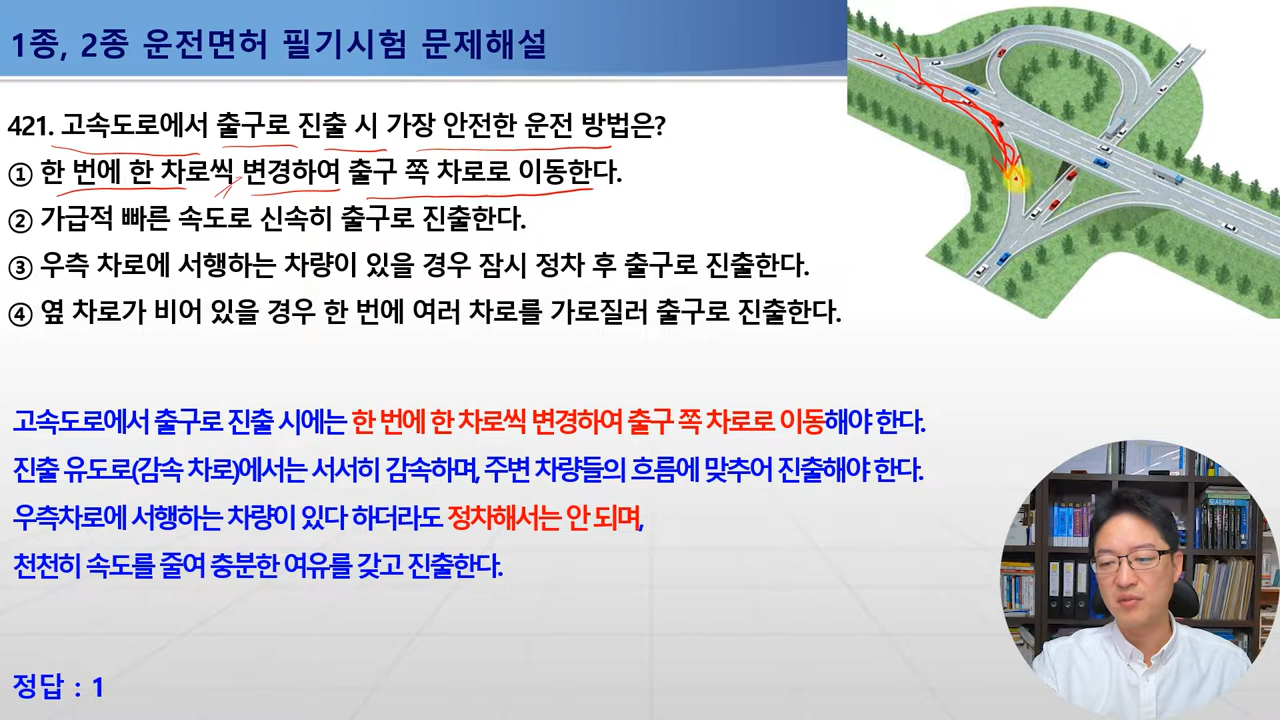 1종, 2종 운전면허 필기시험 문제해설
421. 고속도로에서 출구로 진출 시 가장 안전한 운전 방법은?
① 한 번에 한 차로씩 변경하여 출구 쪽 차로로 이동한다.
② 가급적 빠른 속도로 신속히 출구로 진출한다.
③ 우측 차로에 서행하는 차량이 있을 경우 잠시 정차 후 출구로 진출한다.
④ 옆 차로가 비어 있을 경우 한 번에 여러 차로를 가로질러 출구로 진출한다.
고속도로에서 출구로 진출 시에는 한 번에 한 차로씩 변경하여 출구 쪽 차로로 이동해야 한다.
진출 유도로(감속 차로)에서는 서서히 감속하며, 주변 차량들의 흐름에 맞추어 진출해야 한다.
우측차로에 서행하는 차량이 있다 하더라도 정차해서는 안 되며,
천천히 속도를 줄여 충분한 여유를 갖고 진출한다.
정답 : 1